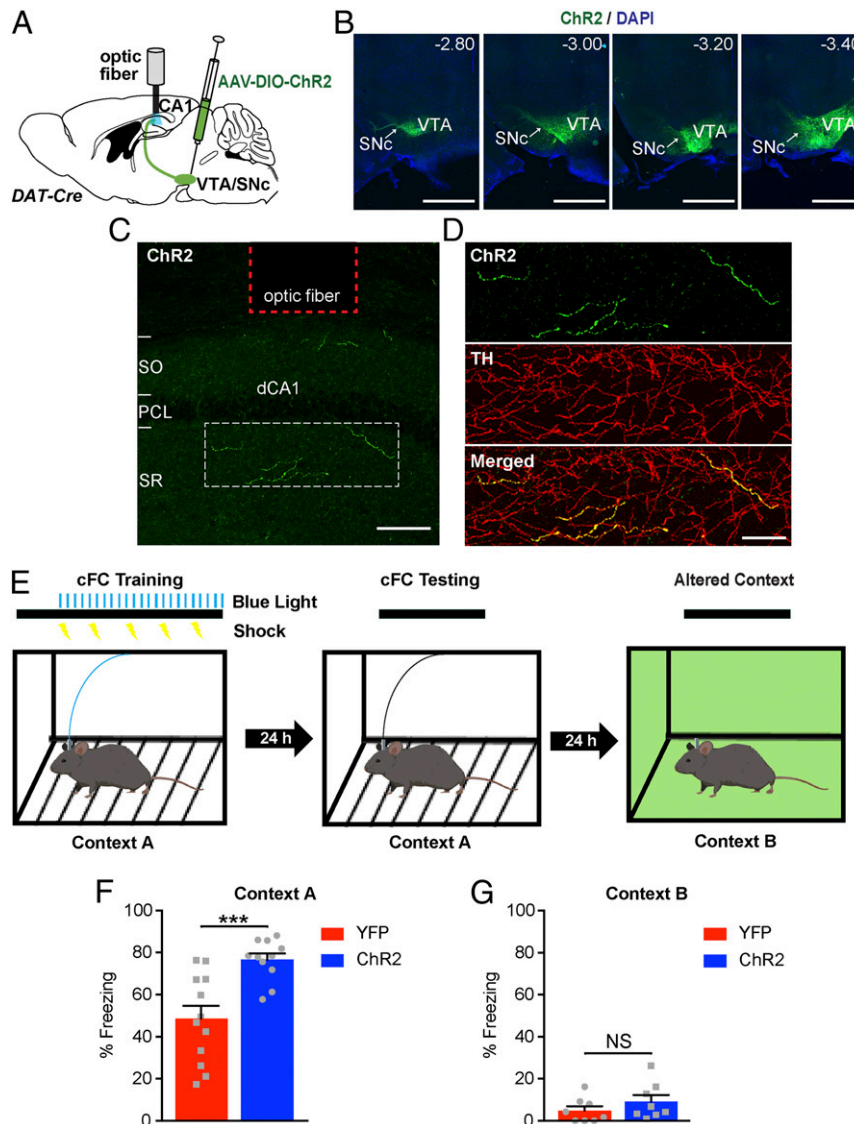 A
optic
fiber
CA1
AAV-DIO-ChR2
DAT-Cre
VTA/SNc
B
ChR2 / DAPI
-2.80
-3.00
-3.20
-3.40
SNc
VTA
SNc
VTA
SNc
VTA
SNc
VTA
C
ChR2
optic fiber
SO
dCA1
PCL
SR
D
ChR2
TH
Merged
E
cFC Training
cFC Testing
Altered Context
Blue Light
Shock
24 h
24 h
Context A
Context A
Context B
F
Context A
***
YFP
ChR2
% Freezing
100
80
60
40
20
0
G
Context B
YFP
ChR2
NS
% Freezing
100
80
60
40
20
0